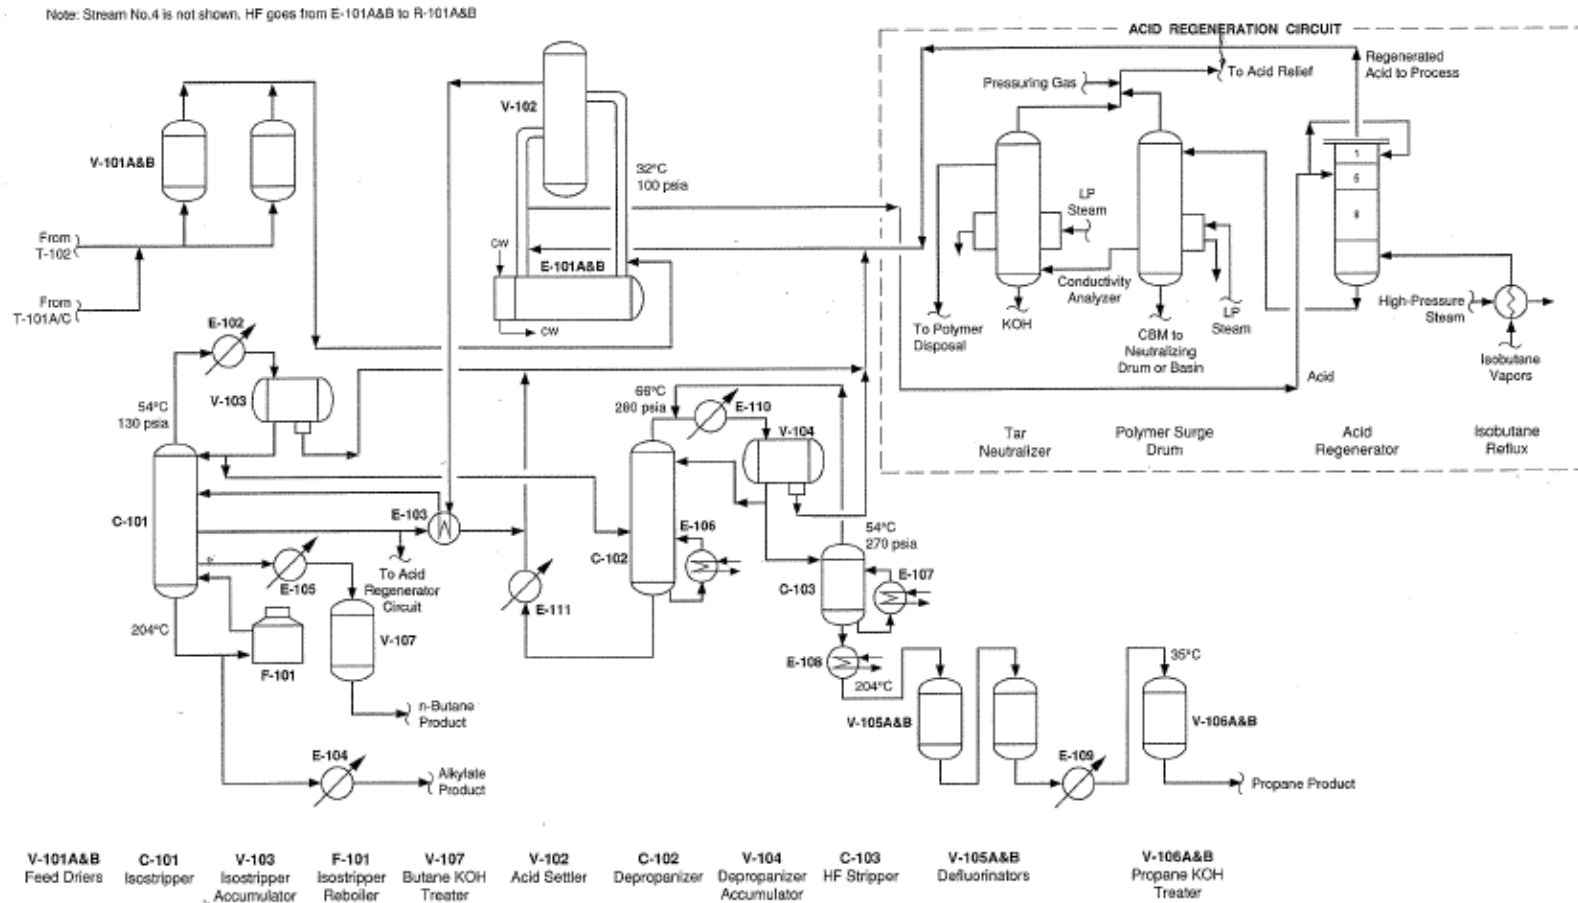 Note: Stream No.4 is not shown. HF goes from E-101A&B to R-101A&B
ACID REGENERATION CIRCUIT
Regenerated
Acid to Process
To Acid Relief
Pressuring Gas
V-102
V-101A&B
32°C
100 psia
LP
Steam
1
6
8
From
T-102
CW
E-101A&B
From
T-101A/C
CW
Conductivity
Analyzer
High-Pressure
Steam
KOH
LP
Steam
To Polymer
Disposal
CBM to
Neutralizing
Drum or Basin
Isobutane
Vapors
Acid
E-102
V-103
54°C
130 psia
66°C
280 psia
E-110
V-104
Tar
Neutralizer
Polymer Surge
Drum
Acid
Regenerator
Isobutane
Reflux
C-101
E-103
E-106
54°C
270 psia
C-102
E-105
To Acid
Regenerator
Circuit
E-111
C-103
E-107
204°C
V-107
F-101
E-108
204°C
35°C
n-Butane
Product
V-105A&B
V-106A&B
E-104
Alkylate
Product
E-109
Propane Product
V-101A&B
Feed Driers
C-101
Isostripper
V-103
Isostripper
Accumulator
F-101
Isostripper
Reboiler
V-107
Butane KOH
Treater
V-102
Acid Settler
C-102
Depropanizer
V-104
Depropanizer
Accumulator
C-103
HF Stripper
V-105A&B
Defluorinators
V-106A&B
Propane KOH
Treater